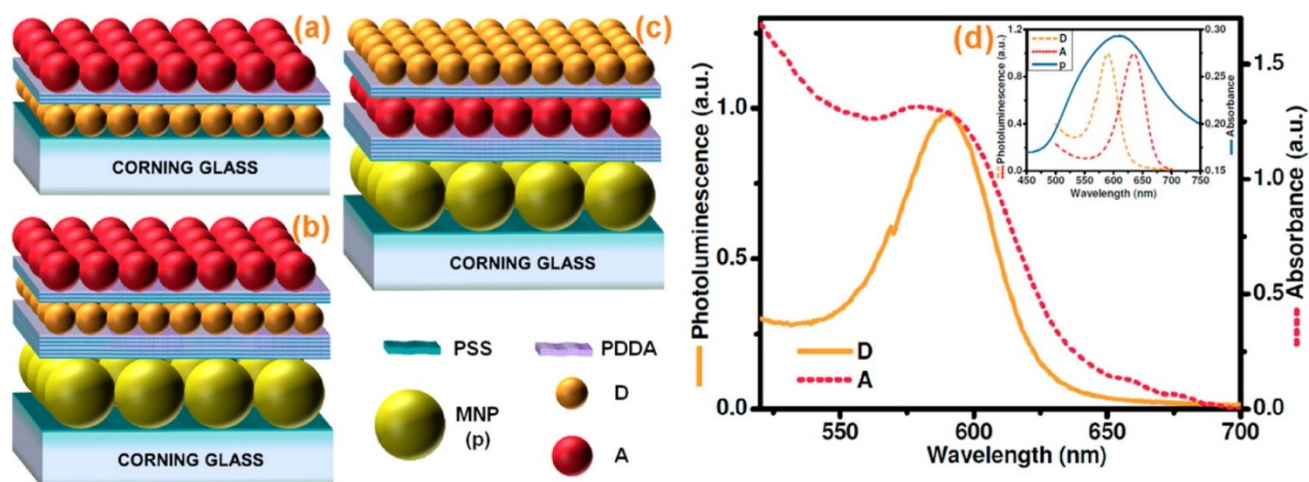 (a)
CORNING GLASS
(b)
CORNING GLASS
(c)
CORNING GLASS
PSS
PDDA
MNP
(p)
D
A
(d)
Photoluminescence (a.u.)
1.0
0.5
0.0
D
A
550
600
650
700
Wavelength (nm)
1.5
1.0
0.5
0.0
Absorbance (a.u.)
Photoluminescence (a.u.)
1.2
0.8
0.4
0.0
D
A
p
450 500 550 600 650 700 750
Wavelength (nm)
0.30
0.25
0.20
0.15
Absorbance